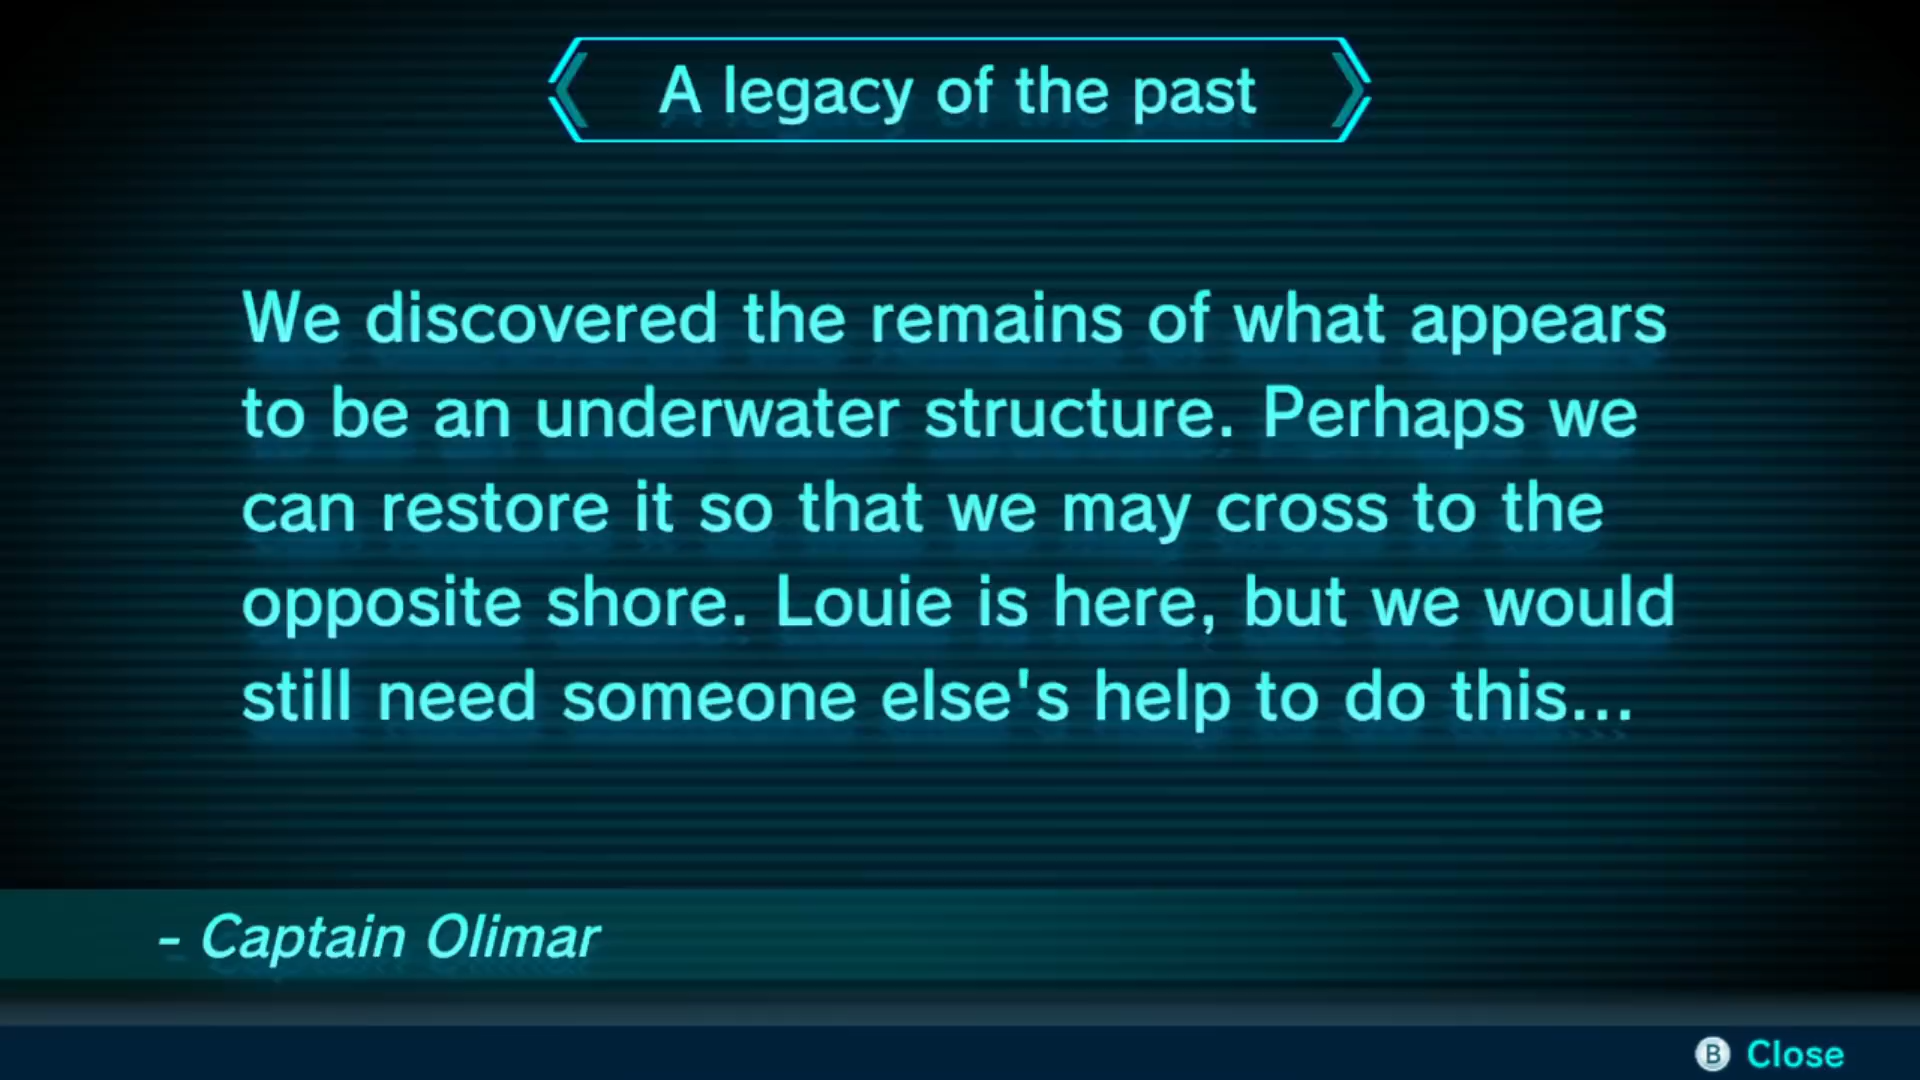 A legacy of the past
We discovered the remains of what appears
to be an underwater structure. Perhaps we
can restore it so that we may cross to the
opposite shore. Louie is here, but we would
still need someone else's help to do this...
- Captain Olimar
B Close